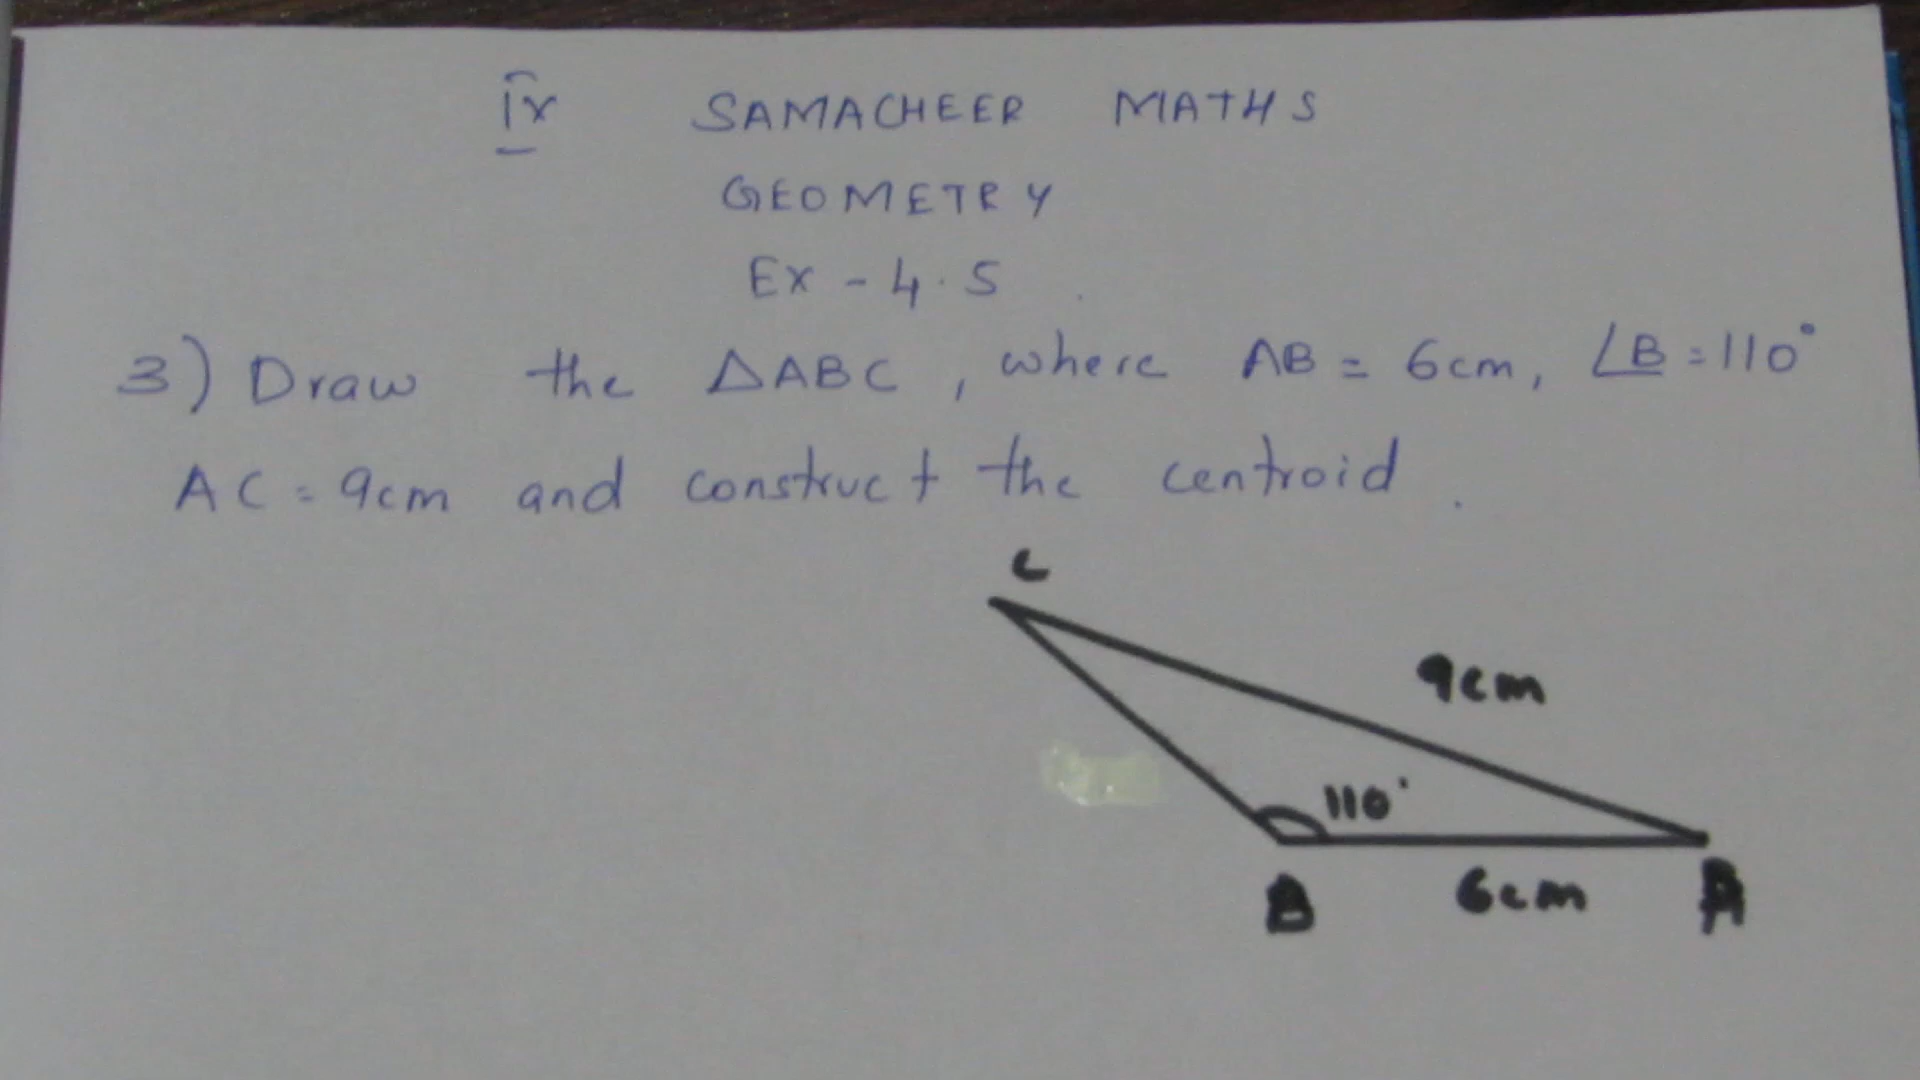 IX SAMACHEER MATHS
GEOMETRY
Ex - 4.5
3) Draw the ΔABC, where AB = 6cm, ∠B = 110°
AC = 9cm and construct the centroid.
C
9cm
110°
B 6cm A